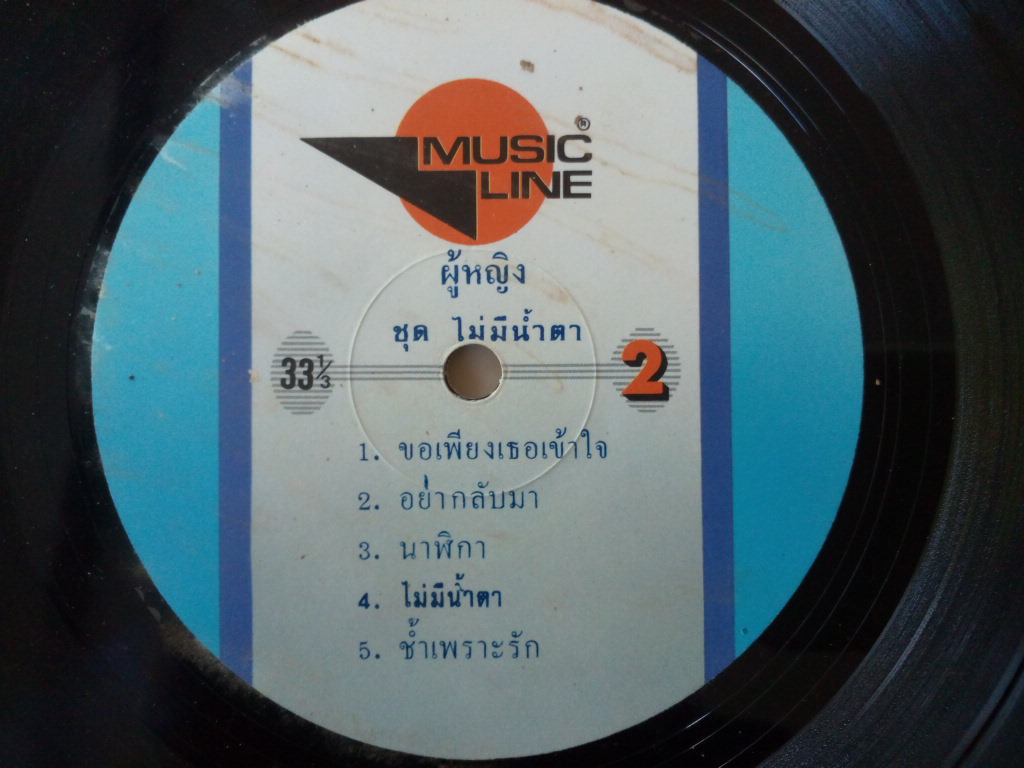 MUSIC ®
LINE
ผู้หญิง
ชุด ไม่มีน้ำตา
33 1/3
2
1. ขอเพียงเธอเข้าใจ
2. อย่ากลับมา
3. นาฬิกา
4. ไม่มีน้ำตา
5. ช้ำเพราะรัก